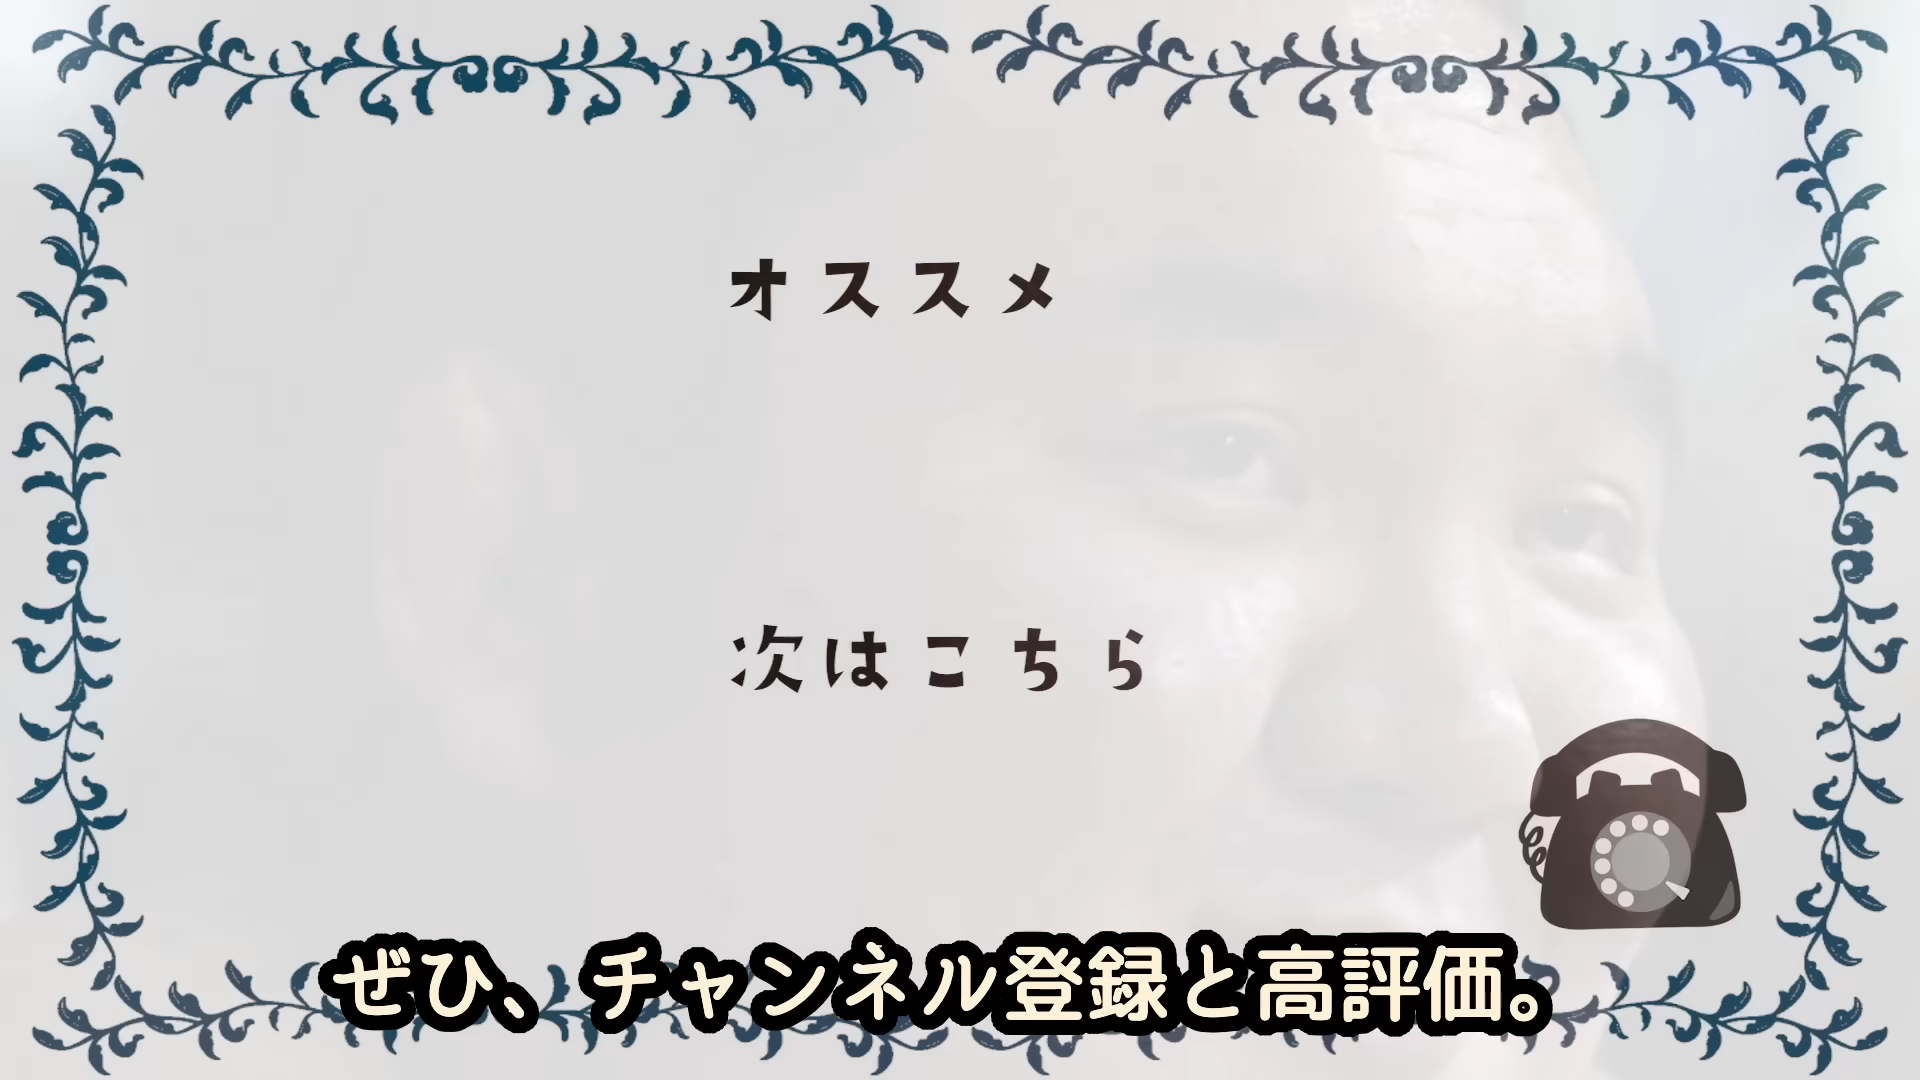 オススメ
次はこちら
ぜひ、チャンネル登録と高評価。